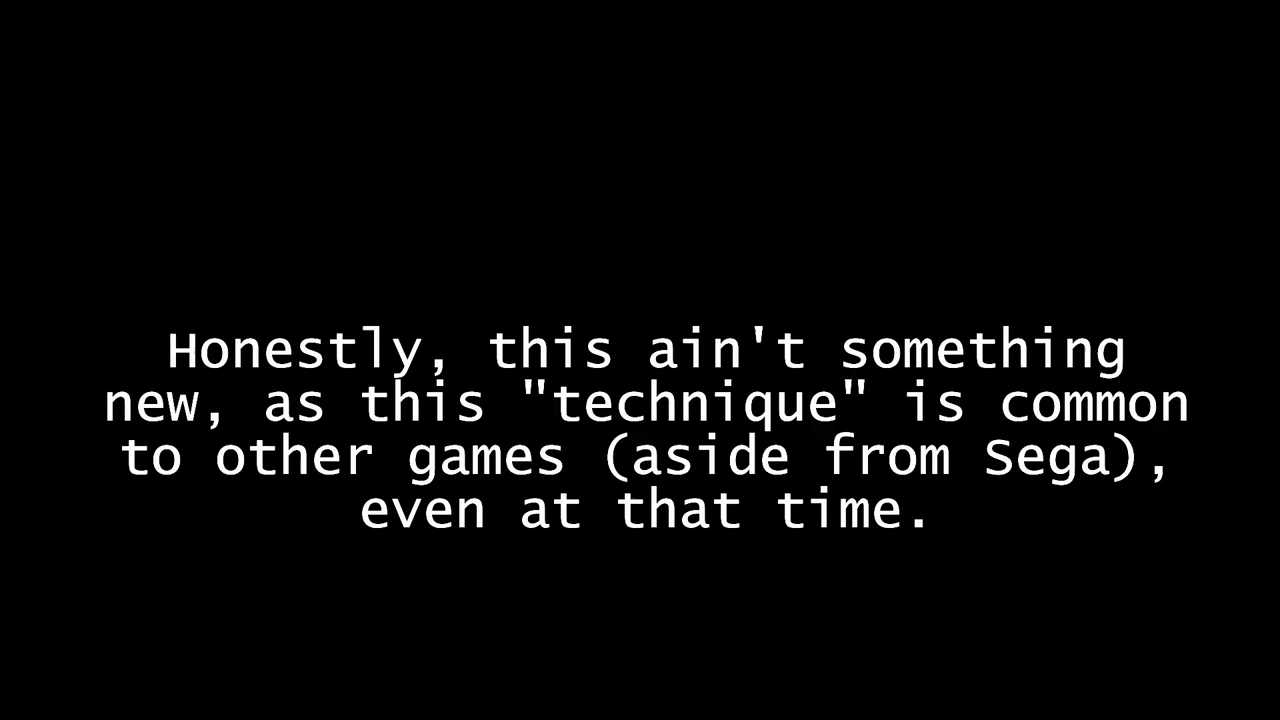 Honestly, this ain't something
new, as this "technique" is common
to other games (aside from Sega),
even at that time.